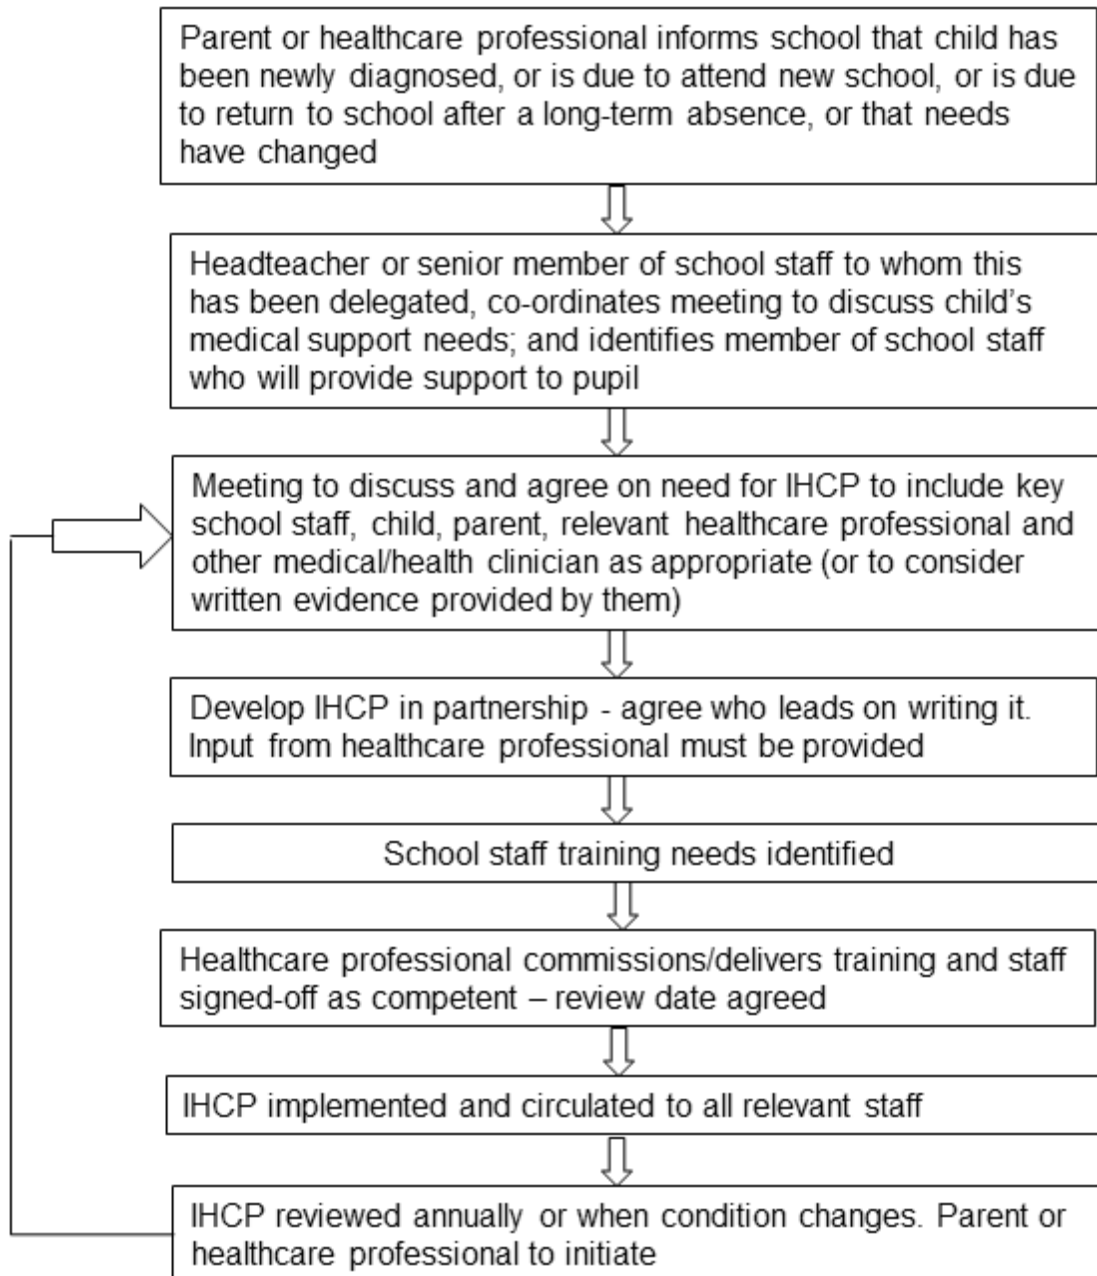 Parent or healthcare professional informs school that child has
been newly diagnosed, or is due to attend new school, or is due
to return to school after a long-term absence, or that needs
have changed
Headteacher or senior member of school staff to whom this
has been delegated, co-ordinates meeting to discuss child’s
medical support needs; and identifies member of school staff
who will provide support to pupil
Meeting to discuss and agree on need for IHCP to include key
school staff, child, parent, relevant healthcare professional and
other medical/health clinician as appropriate (or to consider
written evidence provided by them)
Develop IHCP in partnership - agree who leads on writing it.
Input from healthcare professional must be provided
School staff training needs identified
Healthcare professional commissions/delivers training and staff
signed-off as competent – review date agreed
IHCP implemented and circulated to all relevant staff
IHCP reviewed annually or when condition changes. Parent or
healthcare professional to initiate